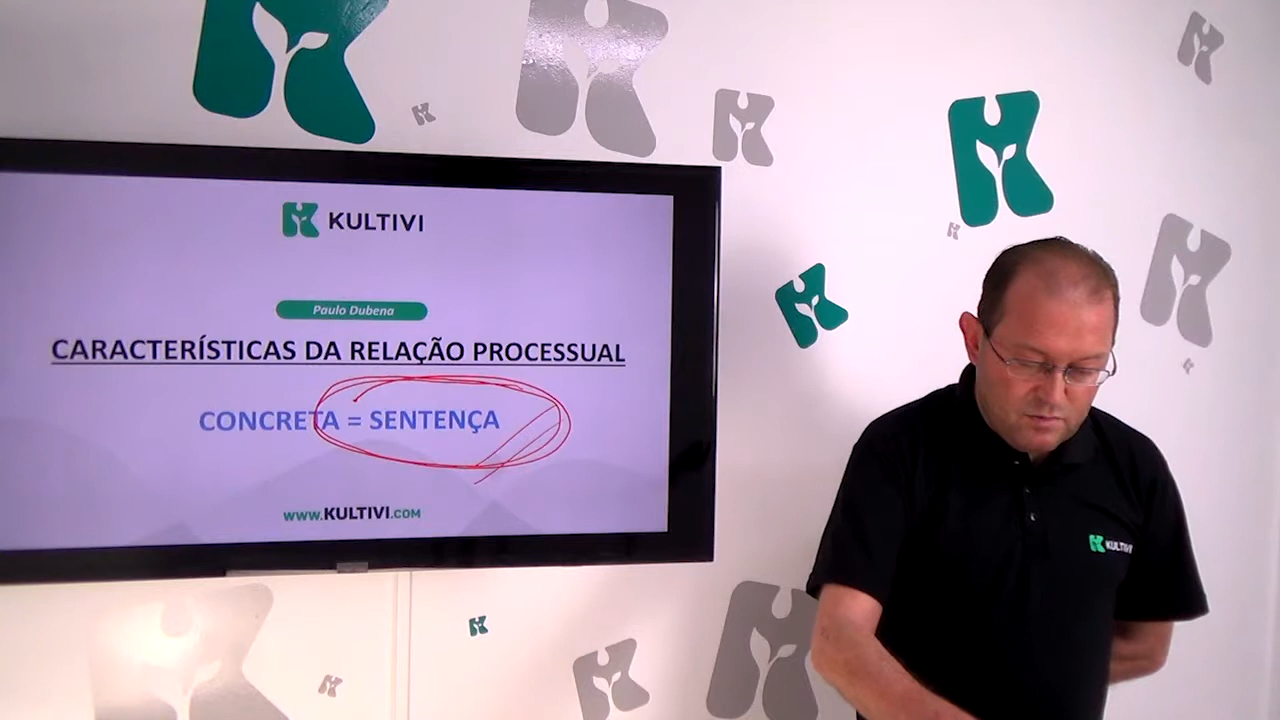 KULTIVI
Paulo Dubena
CARACTERÍSTICAS DA RELAÇÃO PROCESSUAL
CONCRETA = SENTENÇA
WWW.KULTIVI.COM
KULTIVI